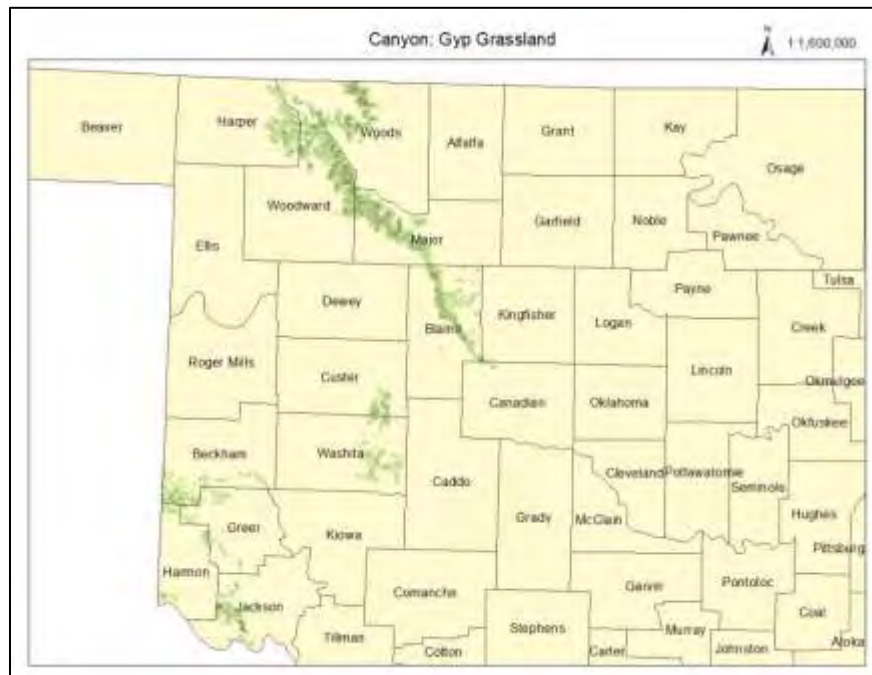 Canyon; Gyp Grassland
N
1:1,600,000
Beaver
Harper
Woods
Alfalfa
Grant
Kay
Osage
Woodward
Ellis
Major
Garfield
Noble
Pawnee
Tulsa
Dewey
Blaine
Kingfisher
Logan
Payne
Creek
Roger Mills
Custer
Canadian
Oklahoma
Lincoln
Okmulgee
Okfuskee
Beckham
Washita
Caddo
Cleveland
Pottawatomie
Seminole
Greer
Kiowa
Grady
McClain
Hughes
Pittsburg
Harmon
Jackson
Comanche
Garvin
Pontotoc
Coal
Tillman
Cotton
Stephens
Carter
Murray
Johnston
Atoka